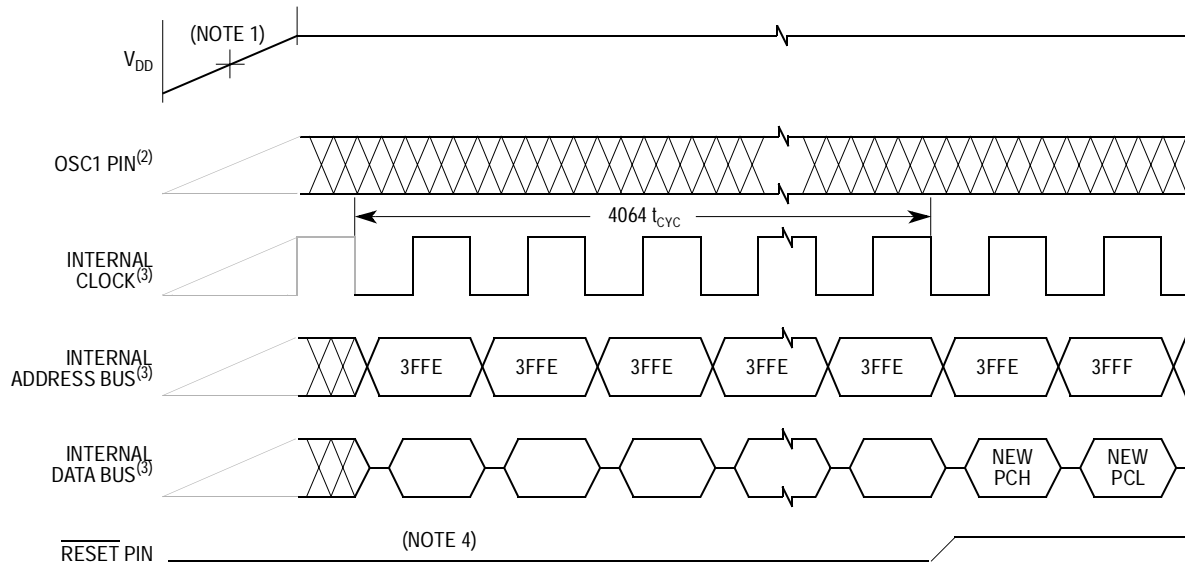 (NOTE 1)
V_DD
OSC1 PIN(2)
4064 t_CYC
INTERNAL
CLOCK(3)
INTERNAL
ADDRESS BUS(3)
3FFE 3FFE 3FFE 3FFE 3FFE 3FFE 3FFF
INTERNAL
DATA BUS(3)
NEW
PCH
NEW
PCL
(NOTE 4)
RESET PIN